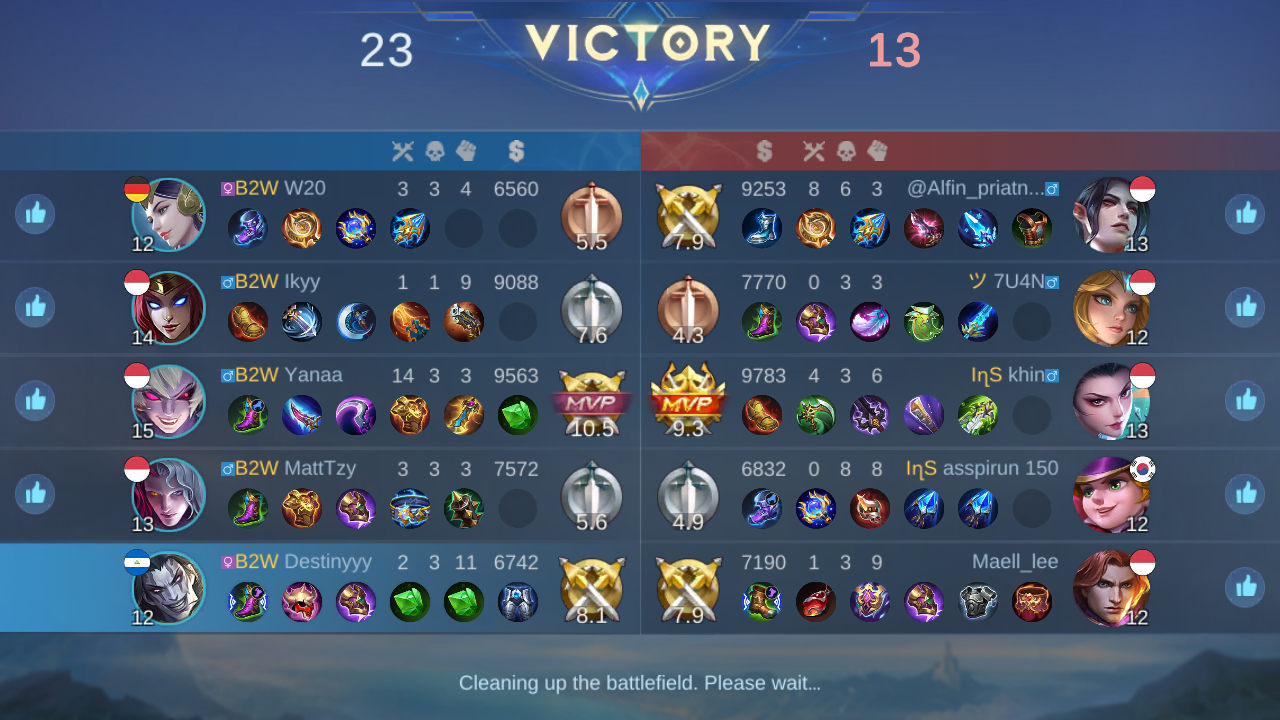 23 VICTORY 13
B2W W20 3 3 4 6560 12 5.5
9253 8 6 3 @Alfin_priatn... 7.9 13
B2W Ikyy 1 1 9 9088 14 7.6
7770 0 3 3 ツ 7U4N 4.3 12
B2W Yanaa 14 3 3 9563 15 MVP 10.5
9783 4 3 6 IηS khin MVP 9.3 13
B2W MattTzy 3 3 3 7572 13 5.6
6832 0 8 8 IηS asspirun 150 4.9 12
B2W Destinyyy 2 3 11 6742 12 8.1
7190 1 3 9 Maell_lee 7.9 12
Cleaning up the battlefield. Please wait...